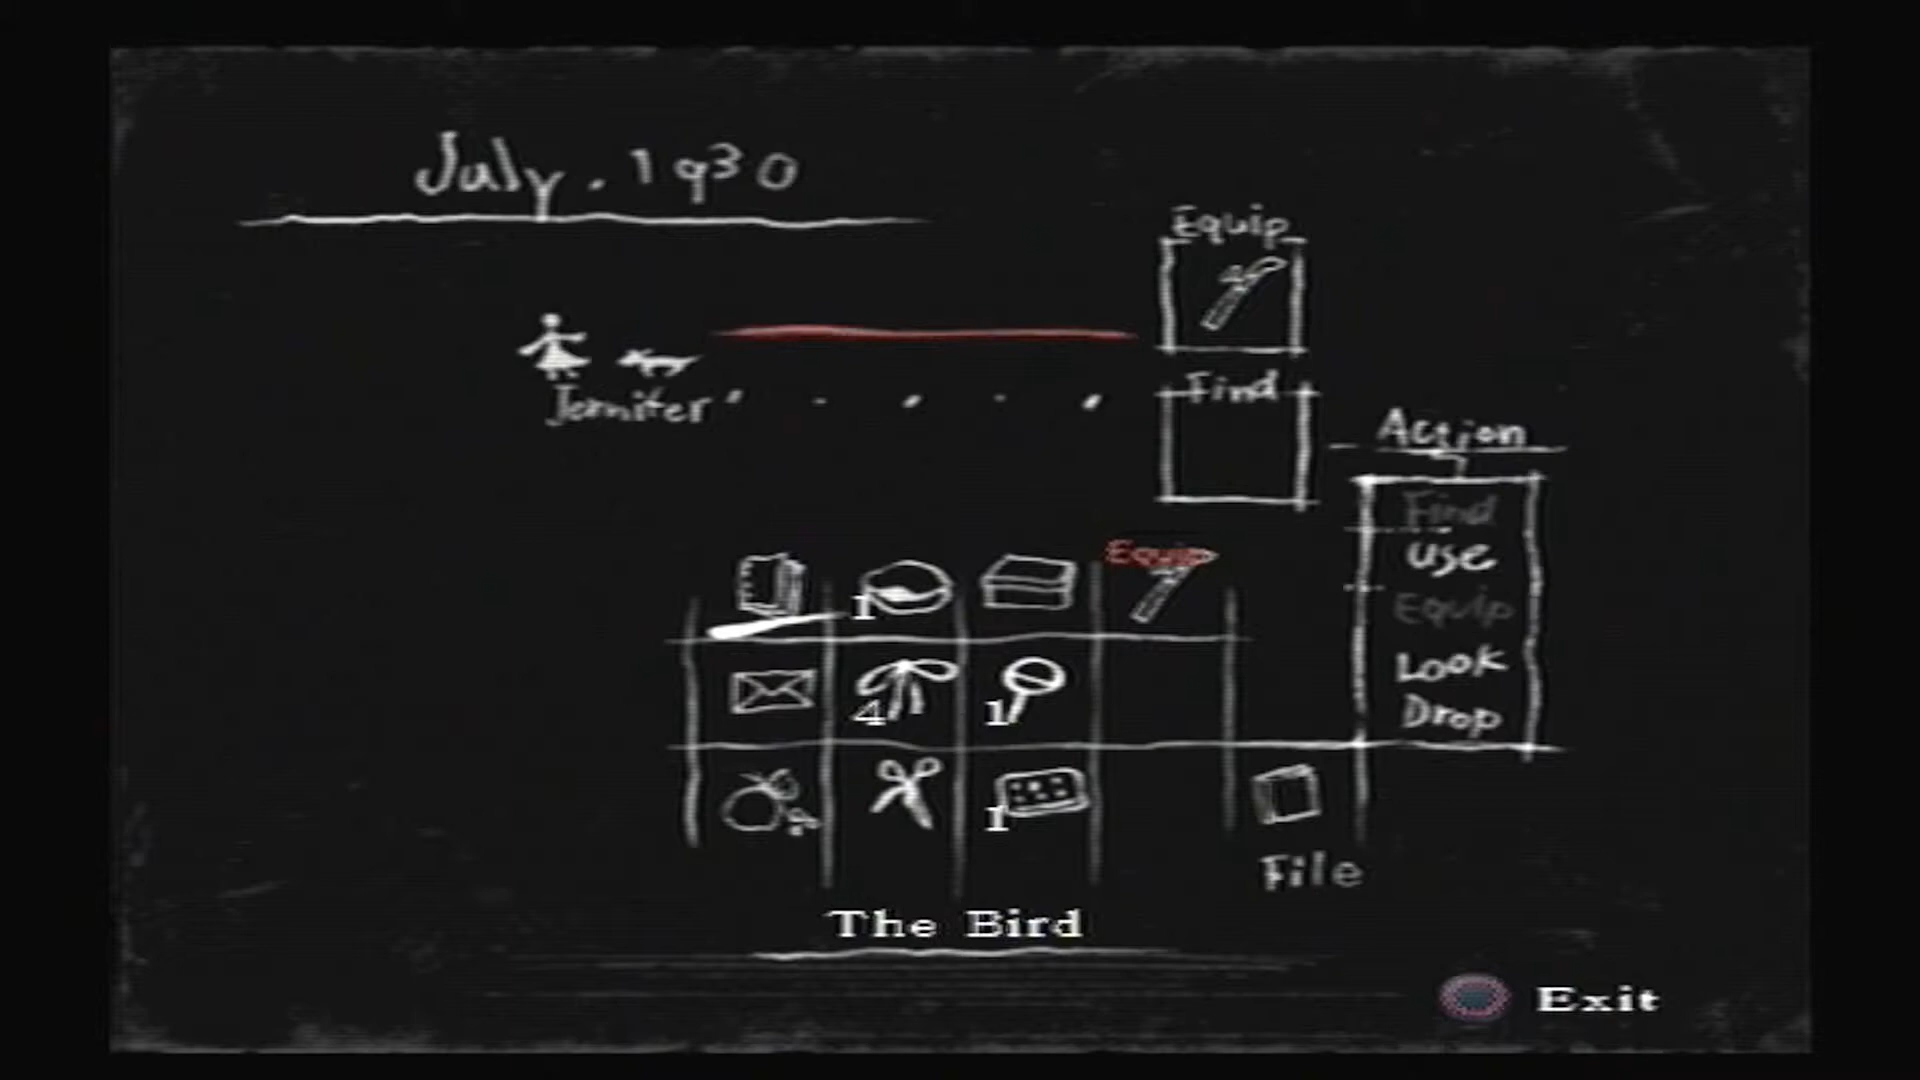 July.1930
Equip
Jennifer
Find
Action
Find
Use
Equip
Look
Drop
Equip
1
4
1
1
File
The Bird
Exit